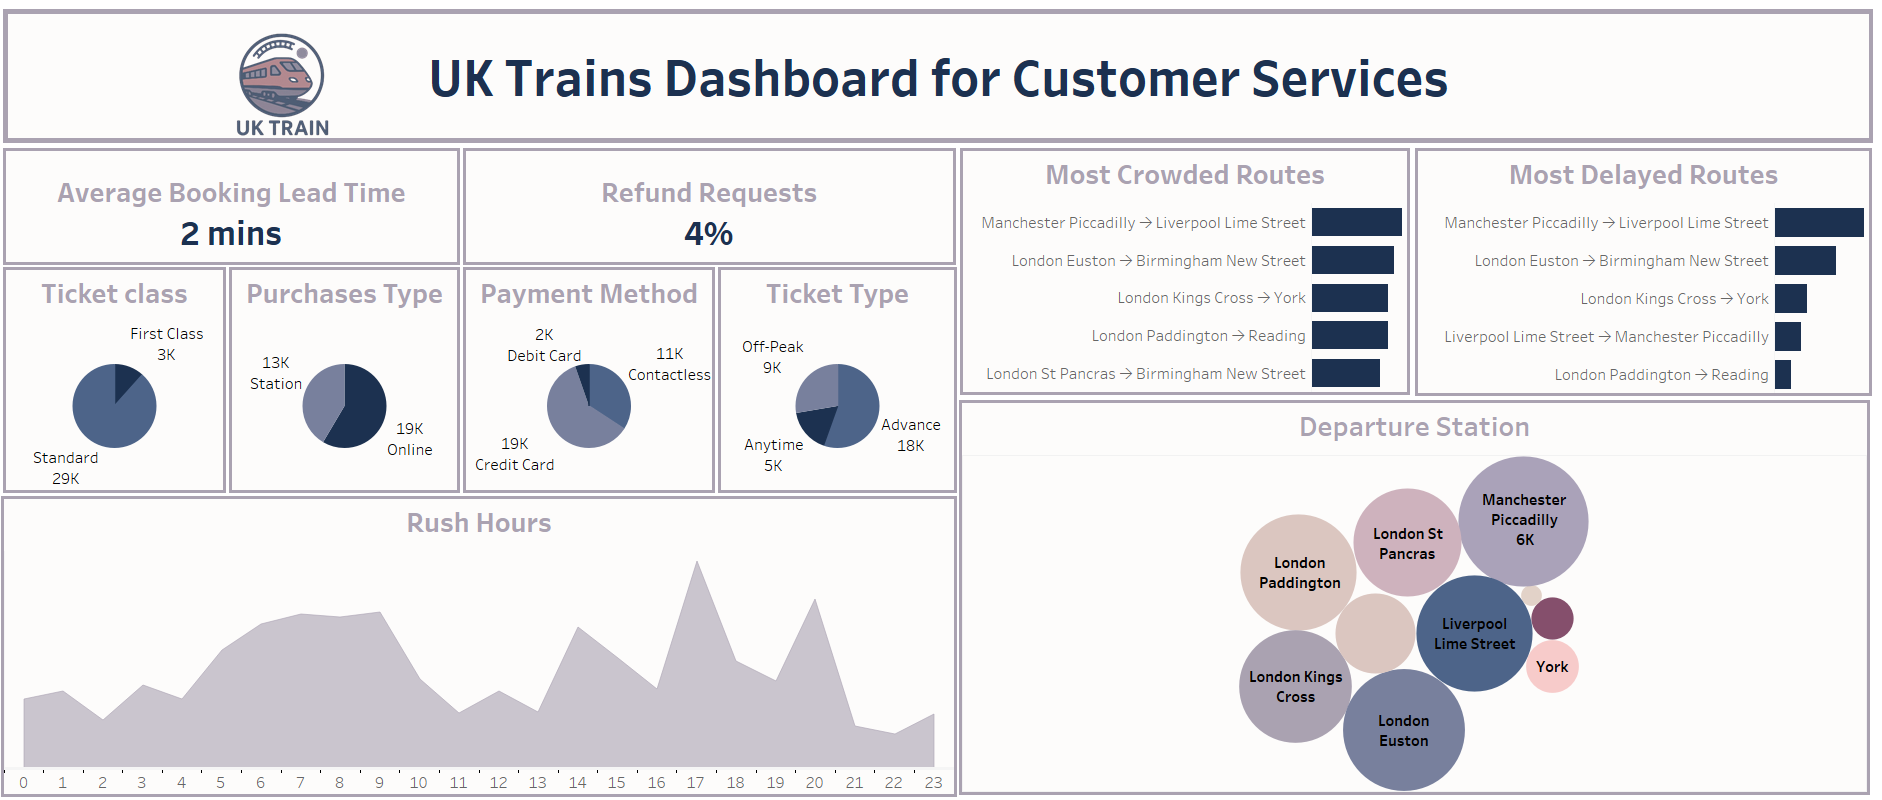 UK TRAIN
UK Trains Dashboard for Customer Services
Average Booking Lead Time
2 mins
Refund Requests
4%
Ticket class
First Class
3K
Standard
29K
Purchases Type
13K
Station
19K
Online
Payment Method
2K
Debit Card
11K
Contactless
19K
Credit Card
Ticket Type
Off-Peak
9K
Advance
18K
Anytime
5K
Rush Hours
0 1 2 3 4 5 6 7 8 9 10 11 12 13 14 15 16 17 18 19 20 21 22 23
Most Crowded Routes
Manchester Piccadilly → Liverpool Lime Street
London Euston → Birmingham New Street
London Kings Cross → York
London Paddington → Reading
London St Pancras → Birmingham New Street
Most Delayed Routes
Manchester Piccadilly → Liverpool Lime Street
London Euston → Birmingham New Street
London Kings Cross → York
Liverpool Lime Street → Manchester Piccadilly
London Paddington → Reading
Departure Station
Manchester
Piccadilly
6K
London St
Pancras
London
Paddington
Liverpool
Lime Street
York
London Kings
Cross
London
Euston